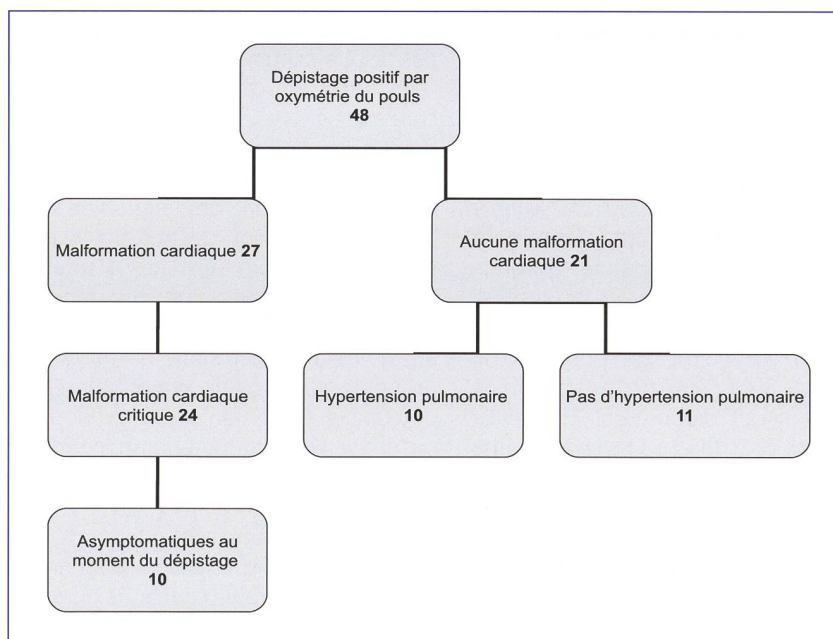 Dépistage positif par
oxymétrie du pouls
48
Malformation cardiaque 27
Aucune malformation
cardiaque 21
Malformation cardiaque
critique 24
Hypertension pulmonaire
10
Pas d'hypertension pulmonaire
11
Asymptomatiques au
moment du dépistage
10